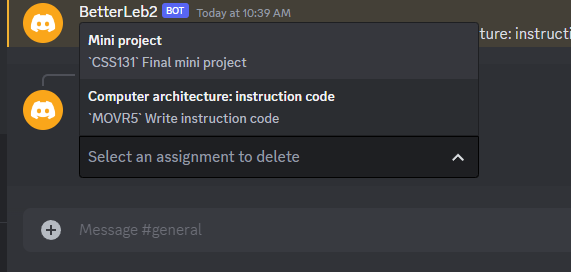 BetterLeb2 BOT Today at 10:39 AM
Mini project
`CSS131` Final mini project
ture: instructi
Computer architecture: instruction code
`MOVR5` Write instruction code
Select an assignment to delete
Message #general